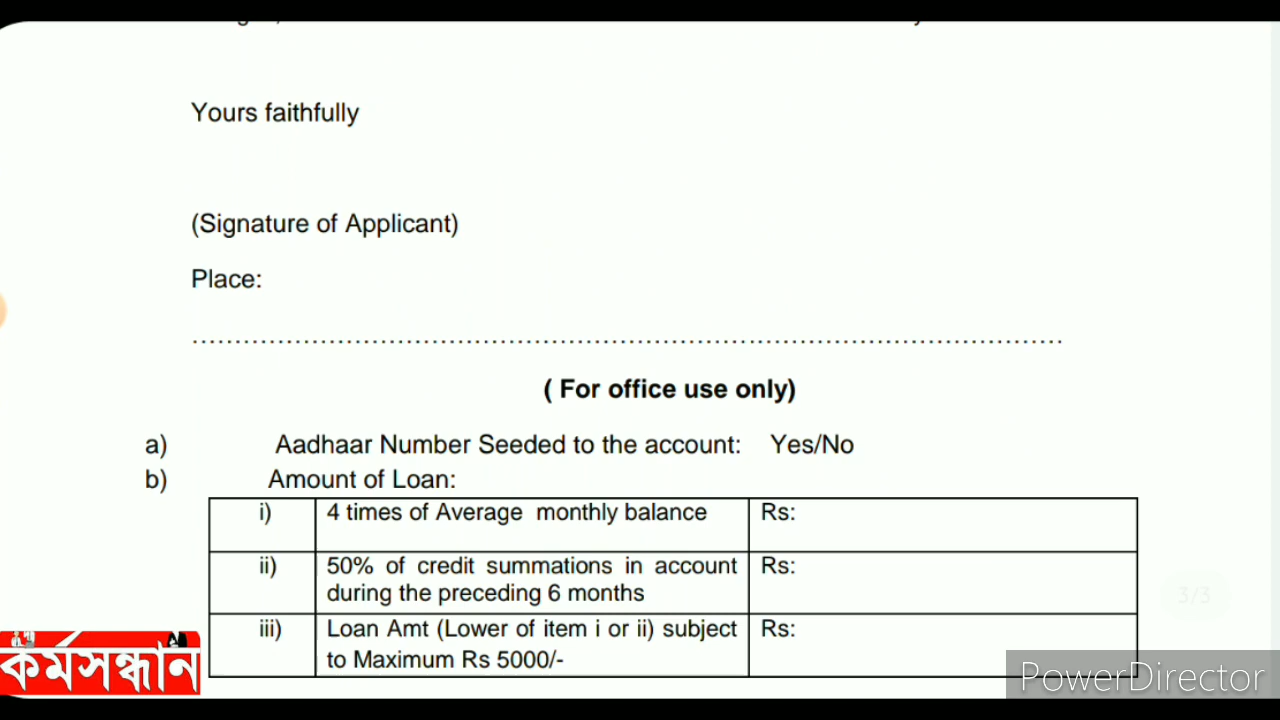 Yours faithfully
(Signature of Applicant)
Place:
................................................................................................
( For office use only)
a) Aadhaar Number Seeded to the account: Yes/No
b) Amount of Loan:
i) 4 times of Average monthly balance Rs:
ii) 50% of credit summations in account Rs:
during the preceding 6 months
iii) Loan Amt (Lower of item i or ii) subject Rs:
to Maximum Rs 5000/-
3/3
কর্মসন্ধান
PowerDirector